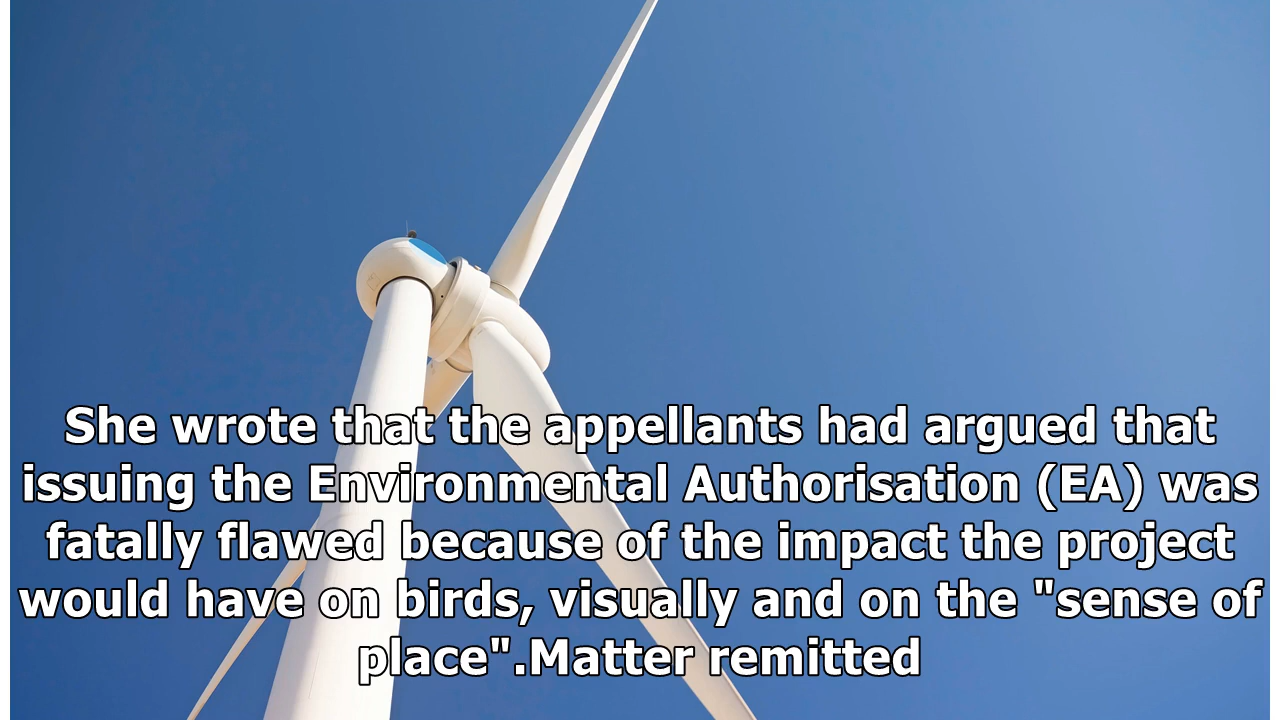 She wrote that the appellants had argued that
issuing the Environmental Authorisation (EA) was
fatally flawed because of the impact the project
would have on birds, visually and on the "sense of
place".Matter remitted